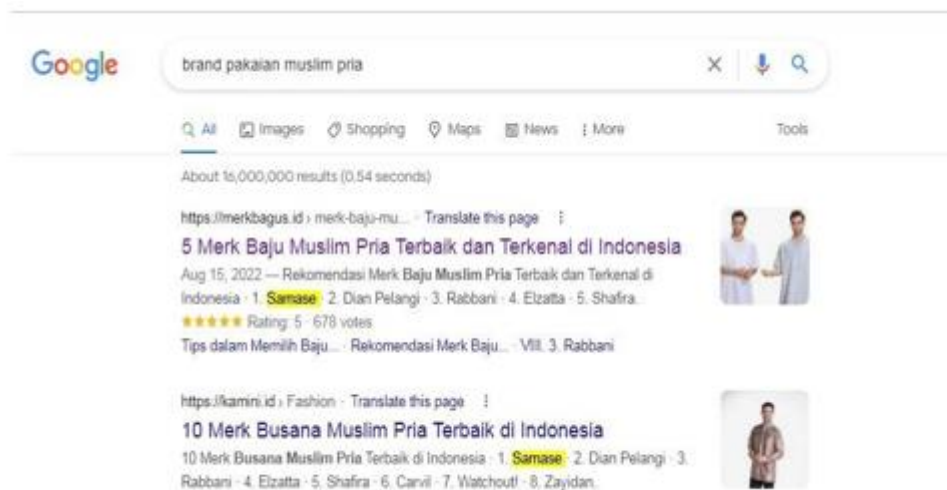 Google
brand pakaian muslim pria
All Images Shopping Maps News More Tools
About 16,000,000 results (0.54 seconds)
https://merkbagus.id › merk-baju-mu... · Translate this page
5 Merk Baju Muslim Pria Terbaik dan Terkenal di Indonesia
Aug 15, 2022 — Rekomendasi Merk Baju Muslim Pria Terbaik dan Terkenal di
Indonesia · 1. Samase · 2. Dian Pelangi · 3. Rabbani · 4. Elzatta · 5. Shafira.
Rating: 5 · 678 votes
Tips dalam Memilih Baju... · Rekomendasi Merk Baju... · VIII. 3. Rabbani
https://kamini.id › Fashion · Translate this page
10 Merk Busana Muslim Pria Terbaik di Indonesia
10 Merk Busana Muslim Pria Terbaik di Indonesia · 1. Samase · 2. Dian Pelangi · 3.
Rabbani · 4. Elzatta · 5. Shafira · 6. Carvil · 7. Watchout! · 8. Zayidan.